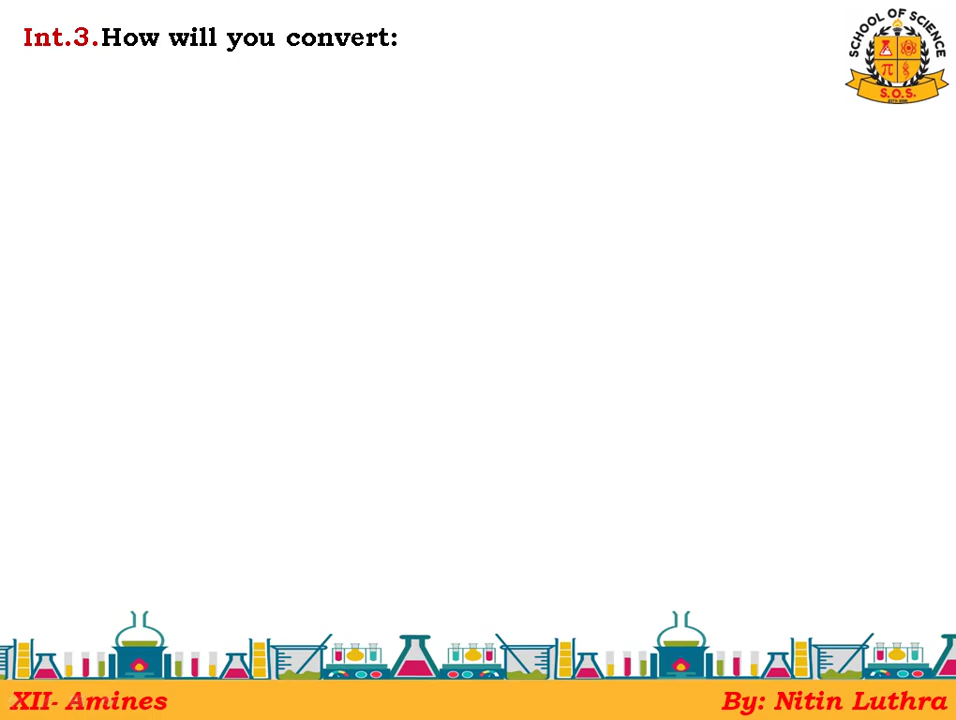 Int.3.How will you convert:
SCHOOL OF SCIENCE
π
S.O.S.
XII- Amines
By: Nitin Luthra